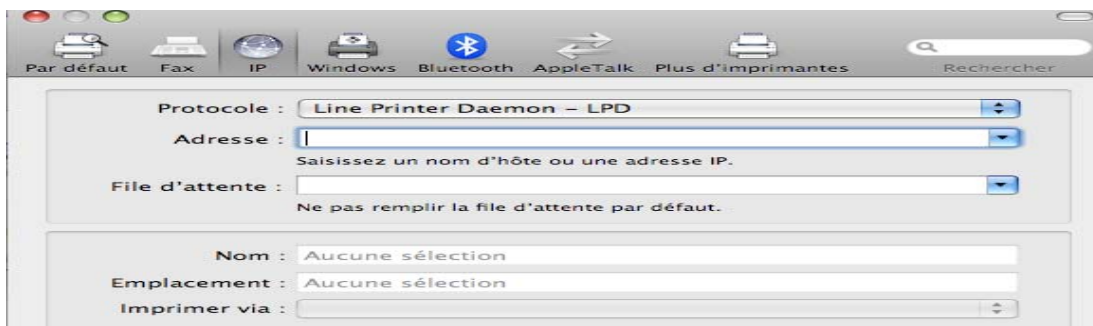 Par défaut Fax IP Windows Bluetooth AppleTalk Plus d'imprimantes Rechercher
Protocole : Line Printer Daemon – LPD
Adresse :
Saisissez un nom d'hôte ou une adresse IP.
File d'attente :
Ne pas remplir la file d'attente par défaut.
Nom : Aucune sélection
Emplacement : Aucune sélection
Imprimer via :